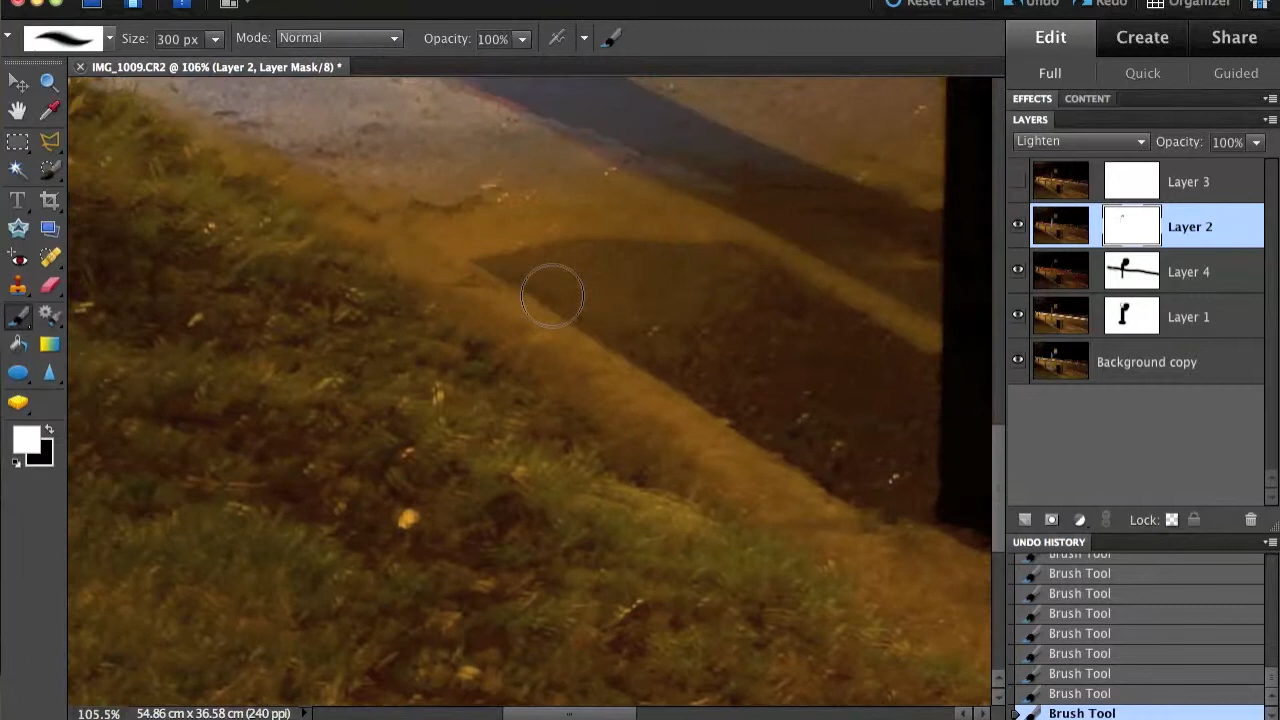 Reset Panels Undo Redo Organizer
Size: 300 px Mode: Normal Opacity: 100%
Edit Create Share
IMG_1009.CR2 @ 106% (Layer 2, Layer Mask/8) *
Full Quick Guided
EFFECTS CONTENT
LAYERS
Lighten Opacity: 100%
Layer 3
Layer 2
Layer 4
Layer 1
Background copy
Lock:
UNDO HISTORY
Brush Tool
Brush Tool
Brush Tool
Brush Tool
Brush Tool
Brush Tool
Brush Tool
Brush Tool
Brush Tool
105.5% 54.86 cm x 36.58 cm (240 ppi)